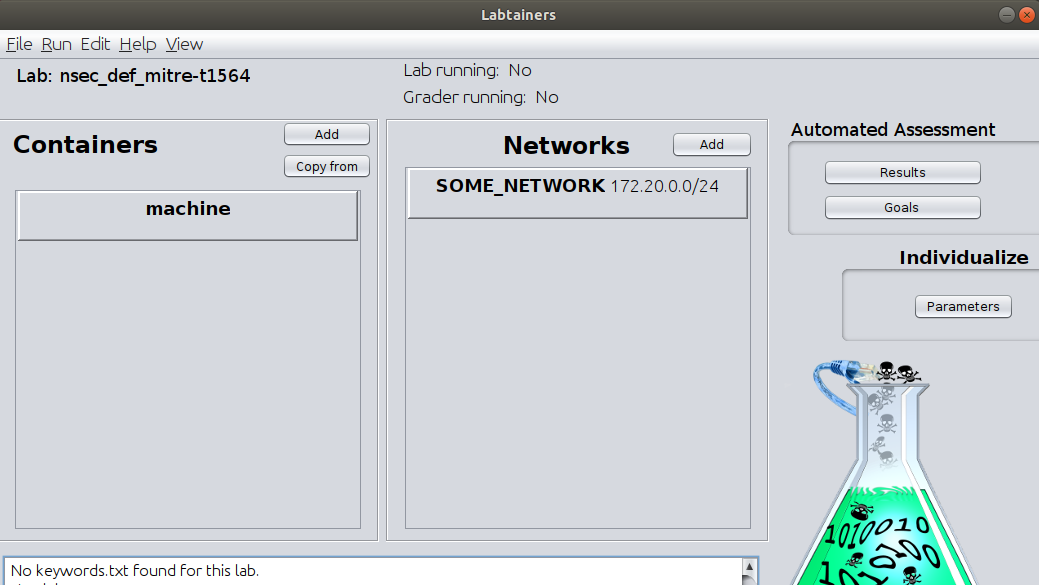 Labtainers
File Run Edit Help View
Lab: nsec_def_mitre-t1564
Lab running: No
Grader running: No
Containers
Add
Copy from
machine
Networks
Add
SOME_NETWORK 172.20.0.0/24
Automated Assessment
Results
Goals
Individualize
Parameters
1010010
10100
No keywords.txt found for this lab.